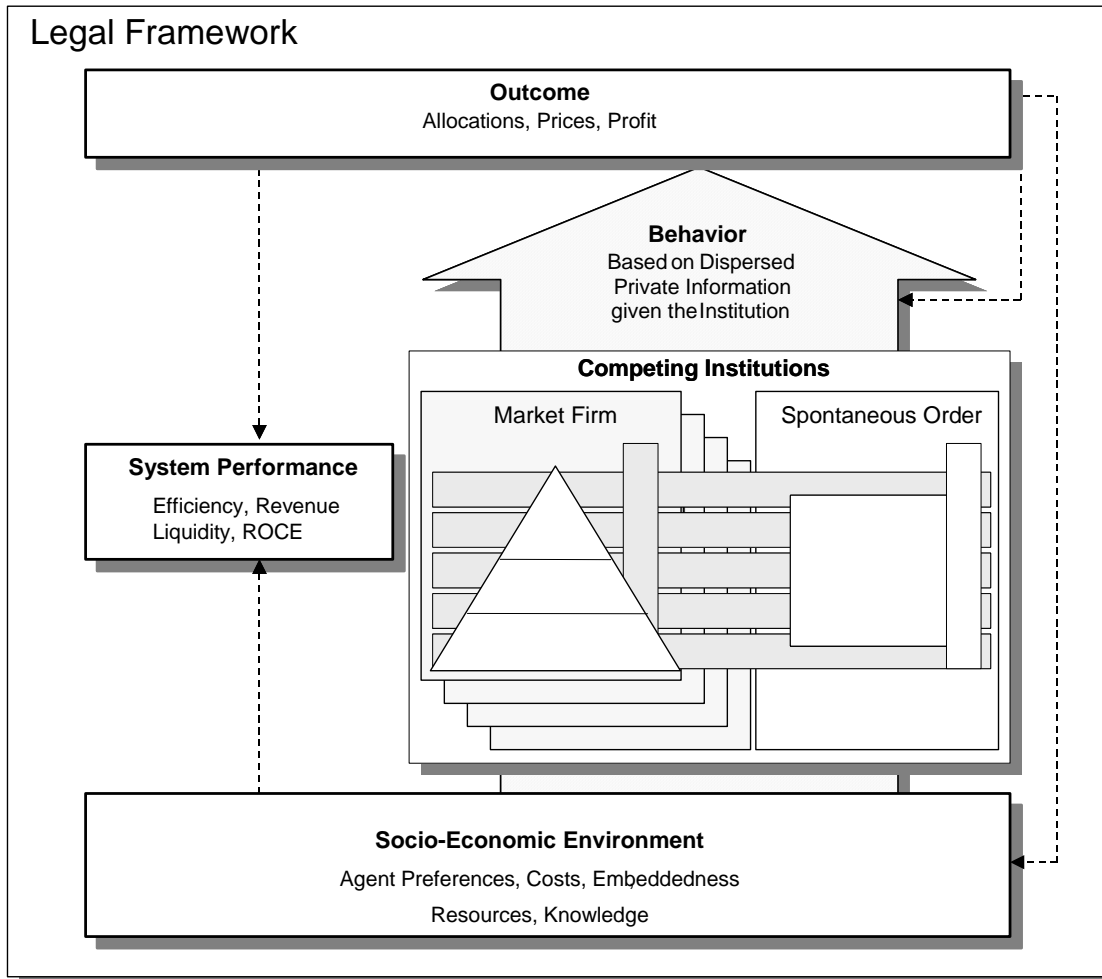 Legal Framework
Outcome
Allocations, Prices, Profit
Behavior
Based on Dispersed
Private Information
given the Institution
Competing Institutions
Market Firm
Spontaneous Order
System Performance
Efficiency, Revenue
Liquidity, ROCE
Socio-Economic Environment
Agent Preferences, Costs, Embeddedness
Resources, Knowledge